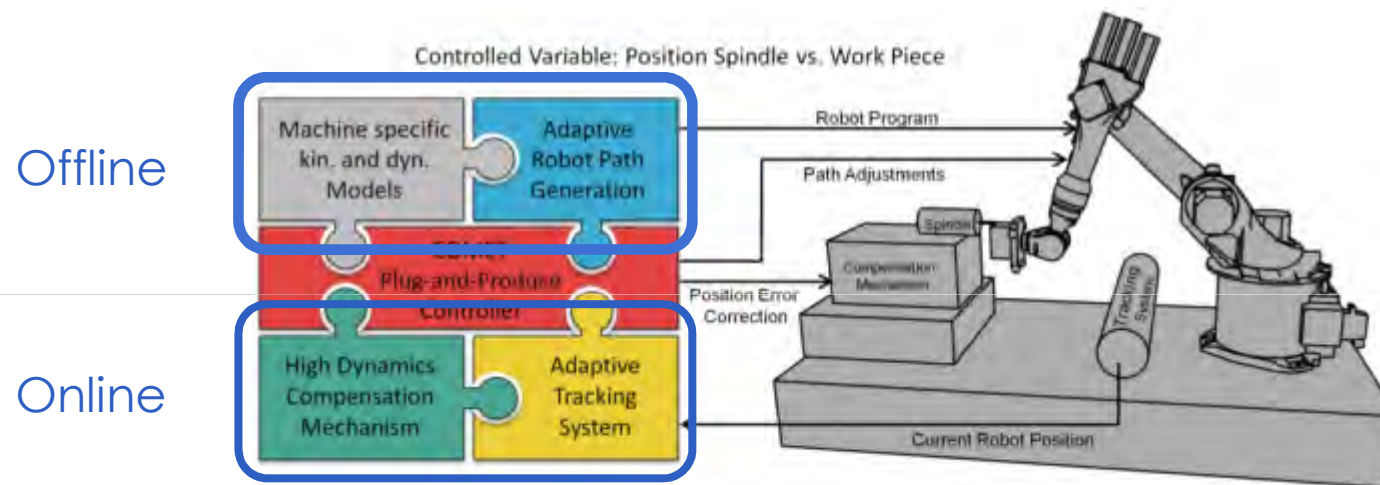 Controlled Variable: Position Spindle vs. Work Piece
Offline
Machine specific
kin. and dyn.
Models
Adaptive
Robot Path
Generation
Robot Program
Path Adjustments
Spindle
COMET
Plug-and-Produce
Controller
Compensation
Mechanism
Position Error
Correction
Tracking
System
Online
High Dynamics
Compensation
Mechanism
Adaptive
Tracking
System
Current Robot Position